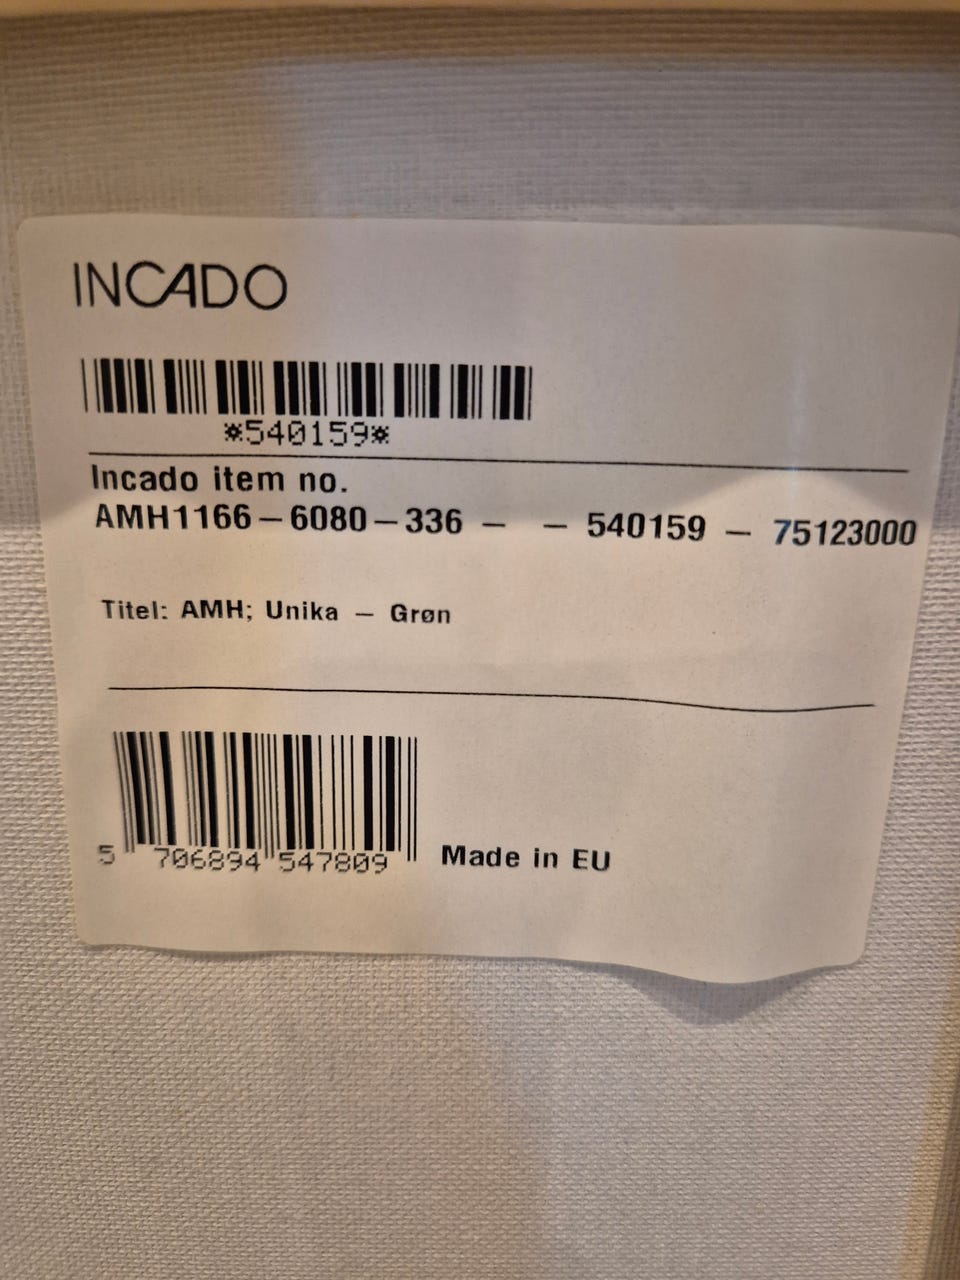 INCADO
*540159*
Incado item no.
AMH1166-6080-336 - - 540159 - 75123000
Titel: AMH; Unika - Grøn
5 706894 547809
Made in EU